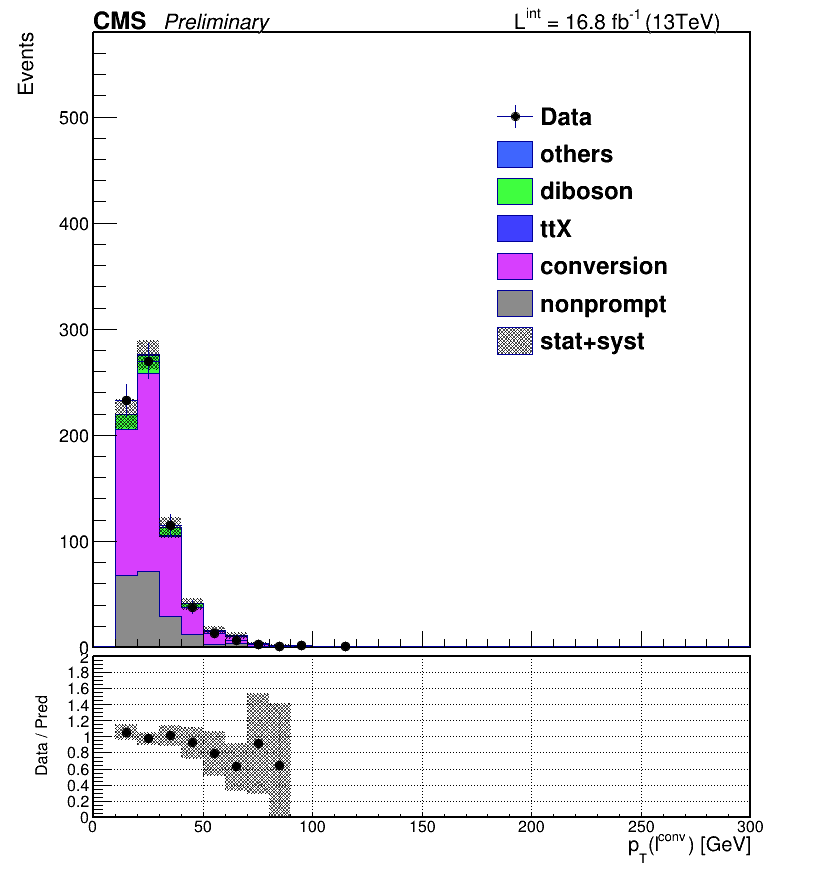 CMS Preliminary L^int = 16.8 fb^-1 (13TeV)
Events
500
400
300
200
100
0
Data
others
diboson
ttX
conversion
nonprompt
stat+syst
Data / Pred
2
1.8
1.6
1.4
1.2
1
0.8
0.6
0.4
0.2
0
0 50 100 150 200 250 300
p_T(l^conv) [GeV]